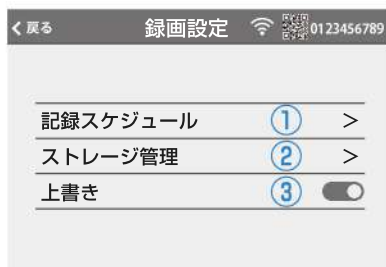 < 戻る 録画設定 0123456789
記録スケジュール ① >
ストレージ管理 ② >
上書き ③